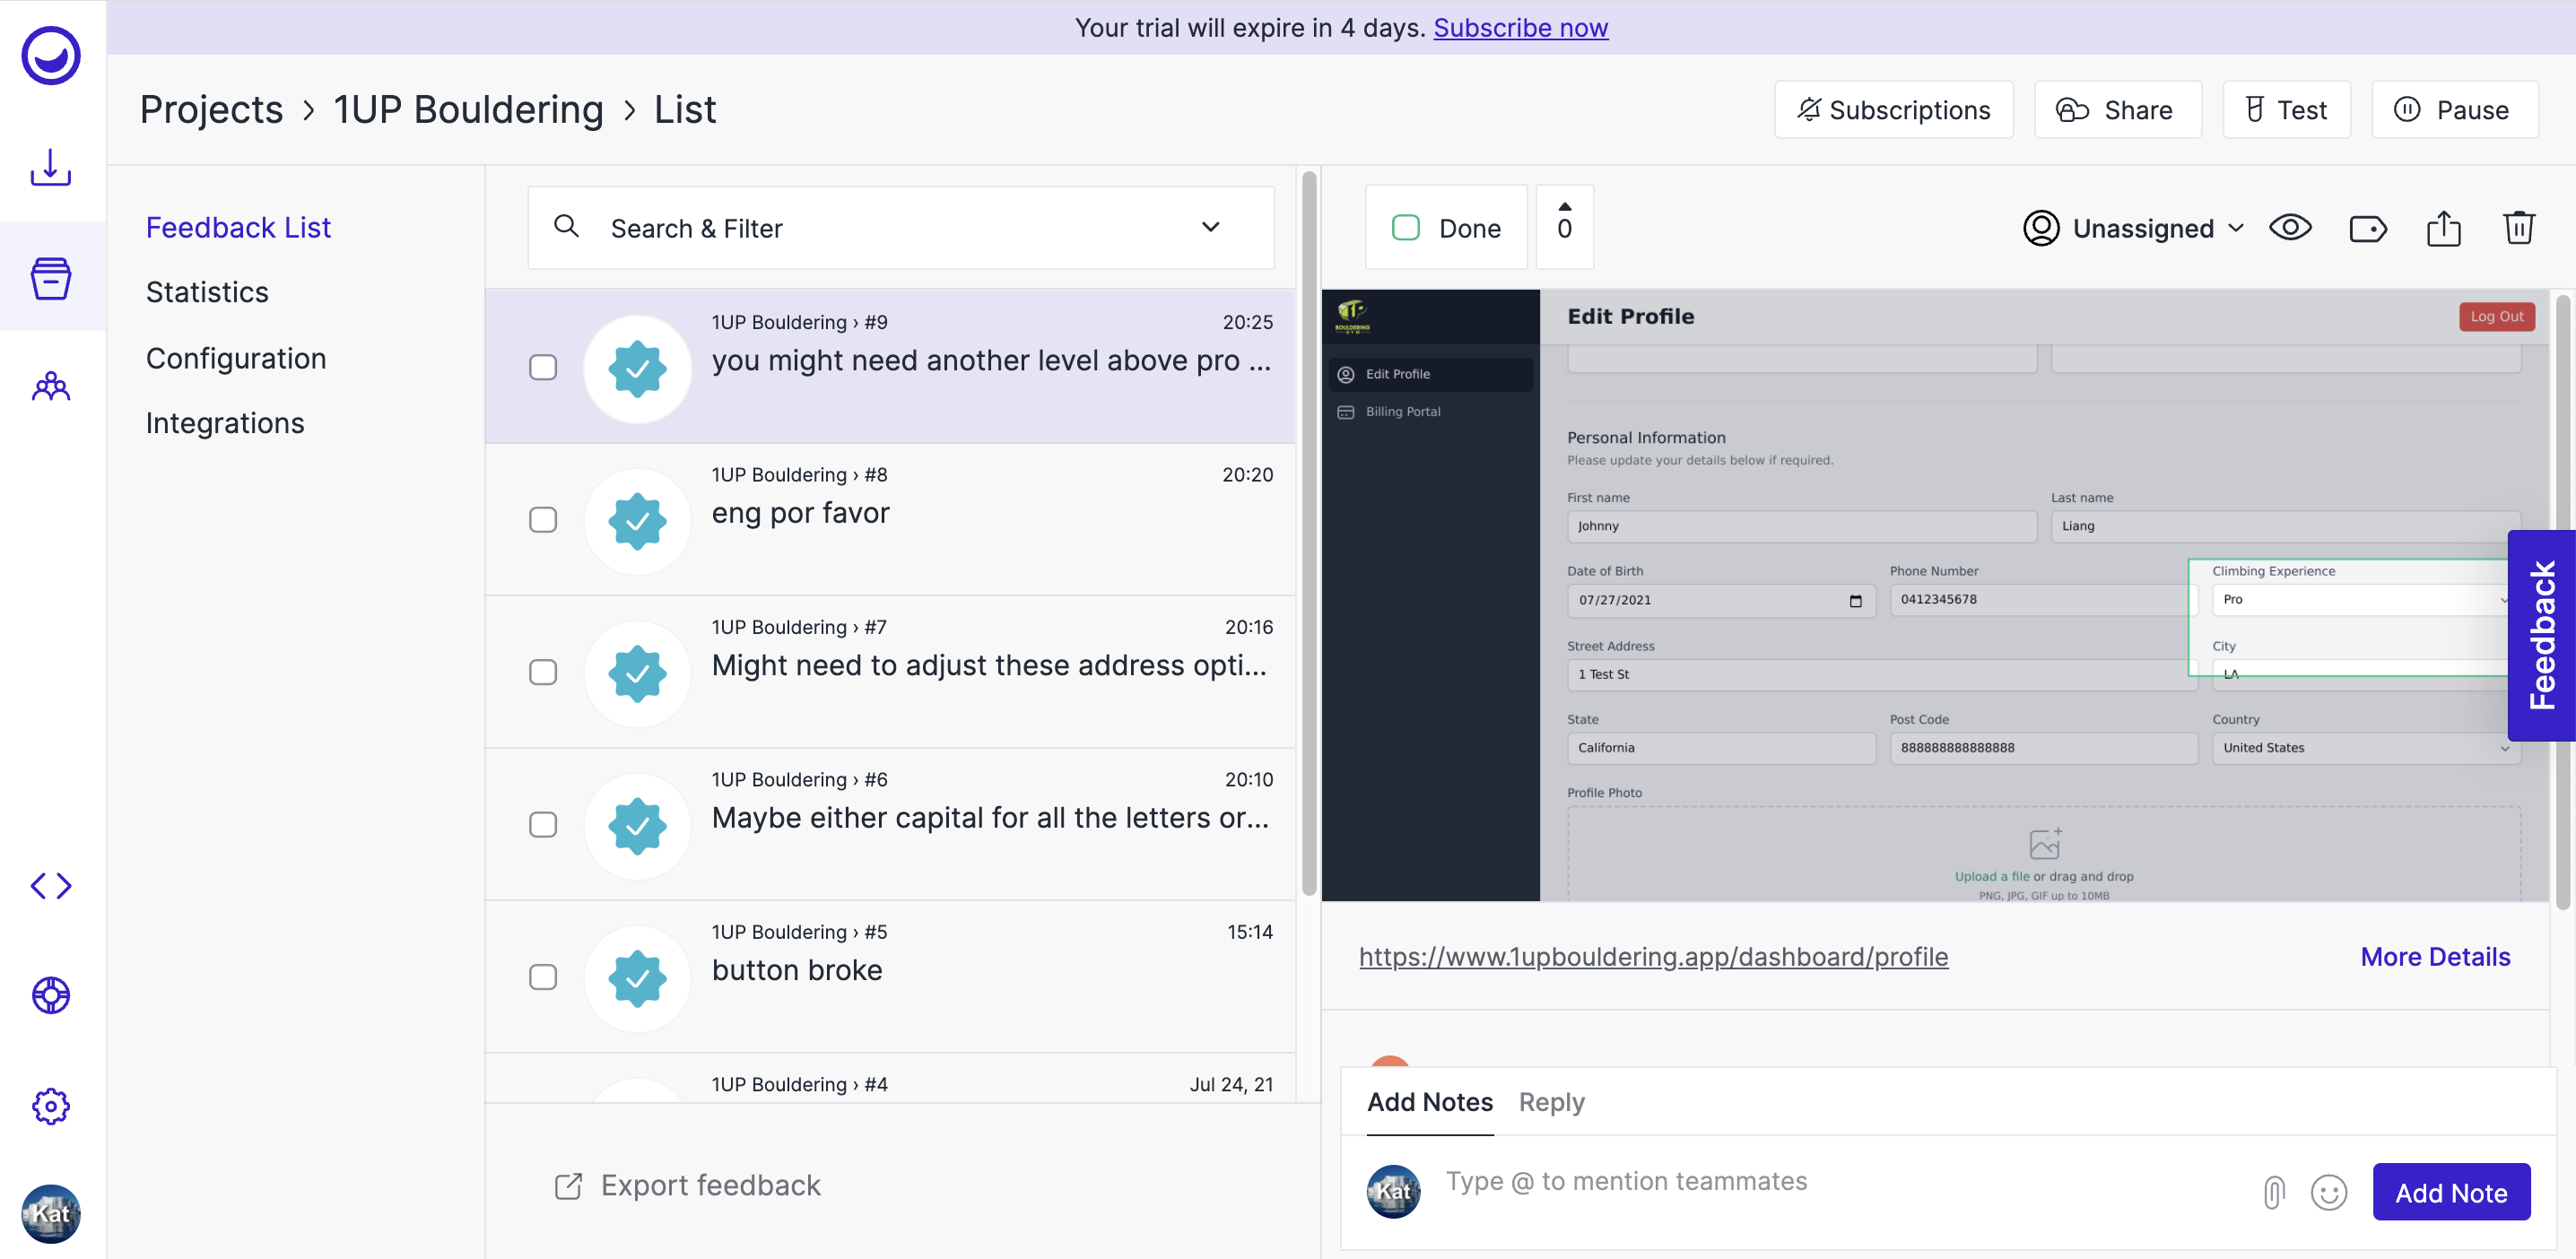 Your trial will expire in 4 days. Subscribe now
Projects › 1UP Bouldering › List
Subscriptions
Share
Test
Pause
Feedback List
Statistics
Configuration
Integrations
Search & Filter
1UP Bouldering › #9
20:25
you might need another level above pro ...
1UP Bouldering › #8
20:20
eng por favor
1UP Bouldering › #7
20:16
Might need to adjust these address opti...
1UP Bouldering › #6
20:10
Maybe either capital for all the letters or...
1UP Bouldering › #5
15:14
button broke
1UP Bouldering › #4
Jul 24, 21
Export feedback
Done
0
Unassigned
1UP
BOULDERING
GYM
Edit Profile
Log Out
Edit Profile
Billing Portal
Personal Information
Please update your details below if required.
First name
Last name
Johnny
Liang
Date of Birth
Phone Number
Climbing Experience
07/27/2021
0412345678
Pro
Street Address
City
1 Test St
LA
State
Post Code
Country
California
888888888888888
United States
Profile Photo
Upload a file or drag and drop
PNG, JPG, GIF up to 10MB
Feedback
https://www.1upbouldering.app/dashboard/profile
More Details
Add Notes
Reply
Kat
Type @ to mention teammates
Add Note
Kat